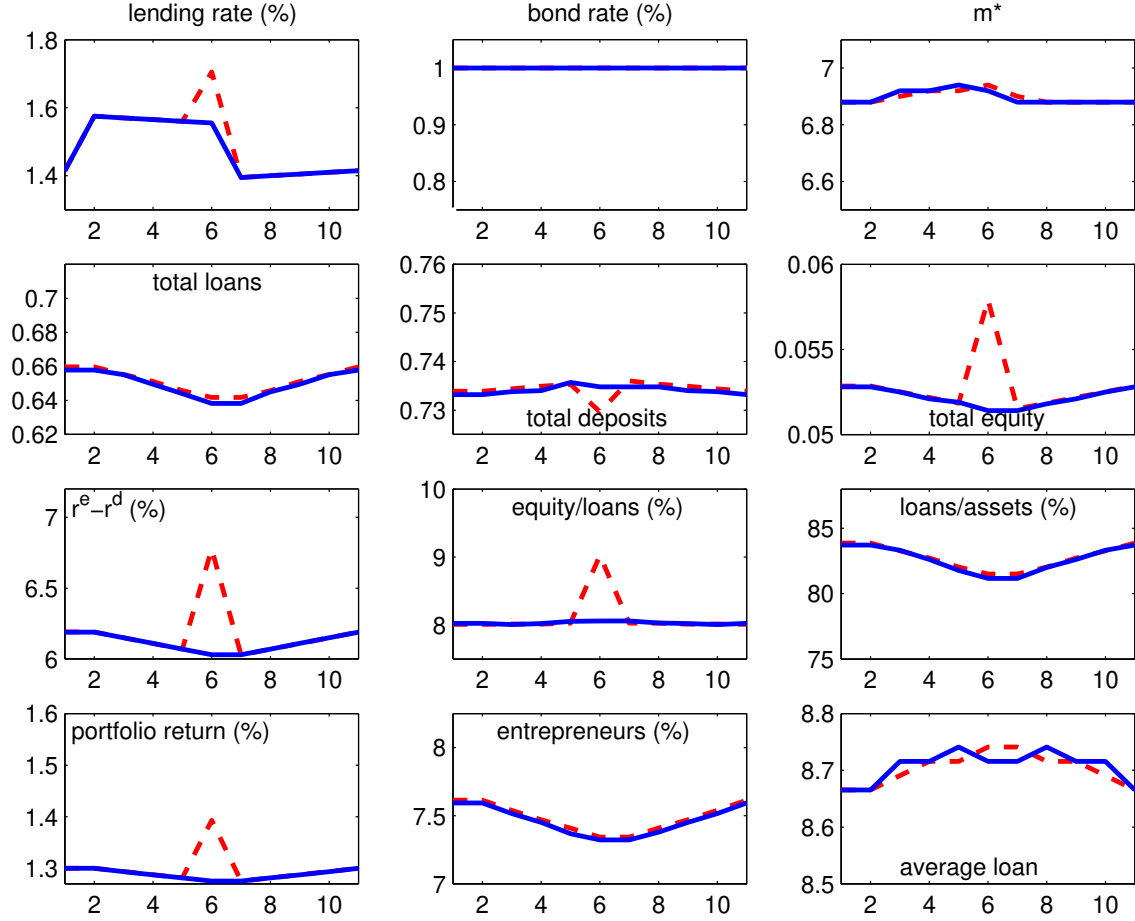 lending rate (%)
bond rate (%)
m*
1.8
1.6
1.4
2 4 6 8 10
1
0.9
0.8
2 4 6 8 10
7
6.8
6.6
2 4 6 8 10
total loans
0.7
0.68
0.66
0.64
0.62
2 4 6 8 10
0.76
0.75
0.74
0.73
total deposits
2 4 6 8 10
0.06
0.055
0.05
total equity
2 4 6 8 10
r^e–r^d (%)
7
6.5
6
2 4 6 8 10
equity/loans (%)
10
9
8
7
2 4 6 8 10
loans/assets (%)
85
80
75
2 4 6 8 10
portfolio return (%)
1.6
1.5
1.4
1.3
2 4 6 8 10
entrepreneurs (%)
8
7.5
7
2 4 6 8 10
8.8
8.7
8.6
8.5
average loan
2 4 6 8 10